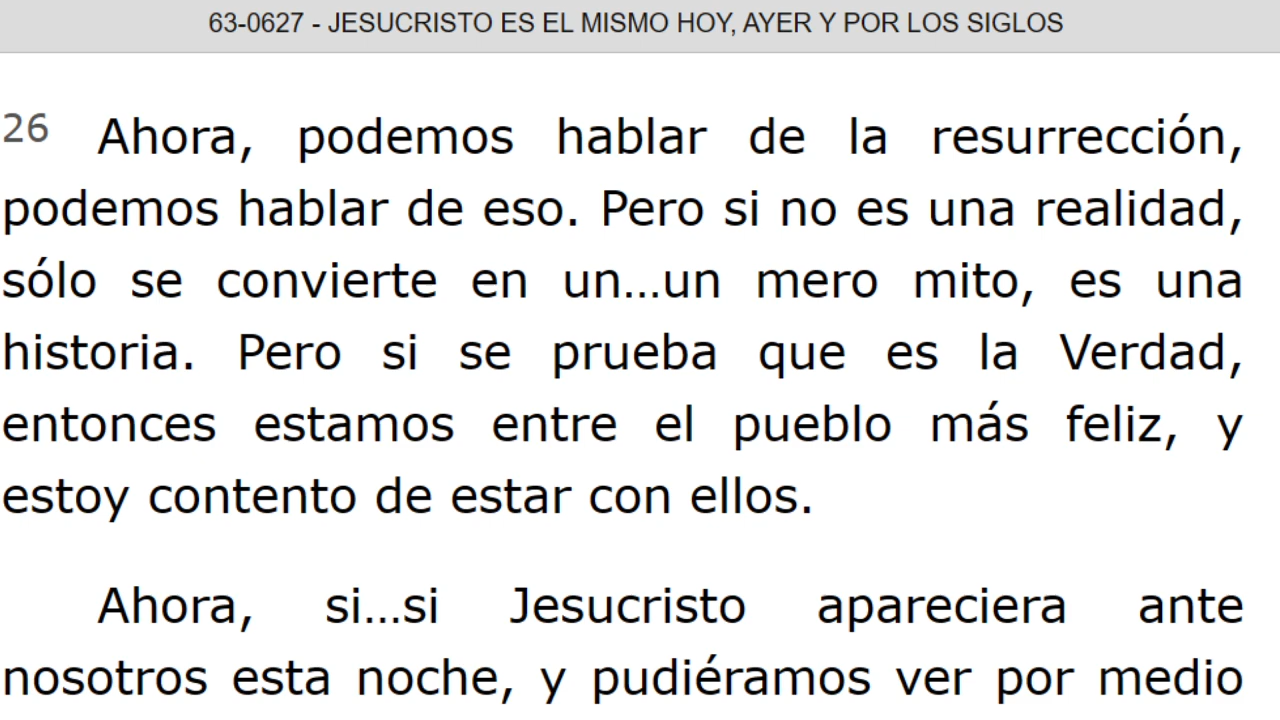 63-0627 - JESUCRISTO ES EL MISMO HOY, AYER Y POR LOS SIGLOS
26 Ahora, podemos hablar de la resurrección,
podemos hablar de eso. Pero si no es una realidad,
sólo se convierte en un...un mero mito, es una
historia. Pero si se prueba que es la Verdad,
entonces estamos entre el pueblo más feliz, y
estoy contento de estar con ellos.
Ahora, si...si Jesucristo apareciera ante
nosotros esta noche, y pudiéramos ver por medio